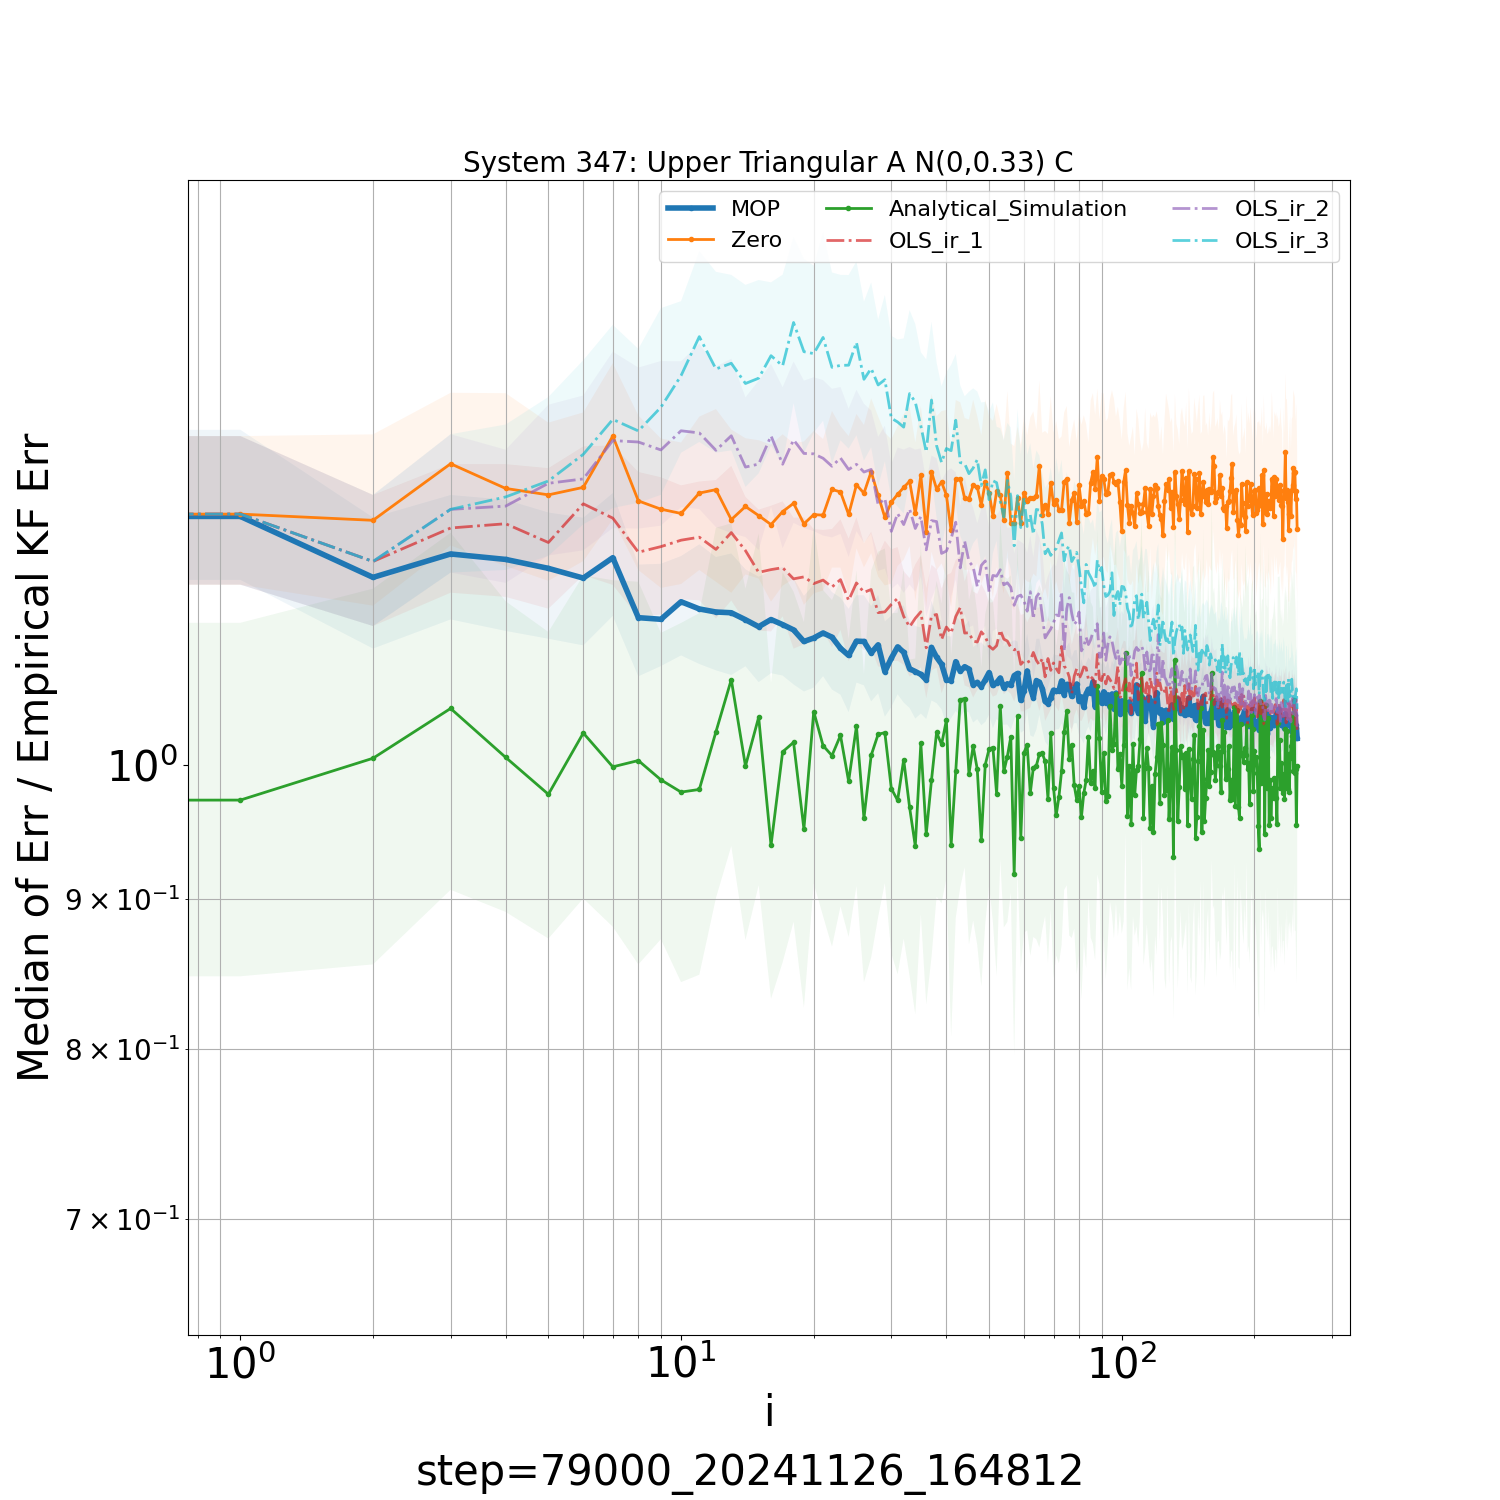 System 347: Upper Triangular A N(0,0.33) C
MOP
Zero
Analytical_Simulation
OLS_ir_1
OLS_ir_2
OLS_ir_3
Median of Err / Empirical KF Err
10⁰
9 × 10⁻¹
8 × 10⁻¹
7 × 10⁻¹
10⁰ 10¹ 10²
i
step=79000_20241126_164812